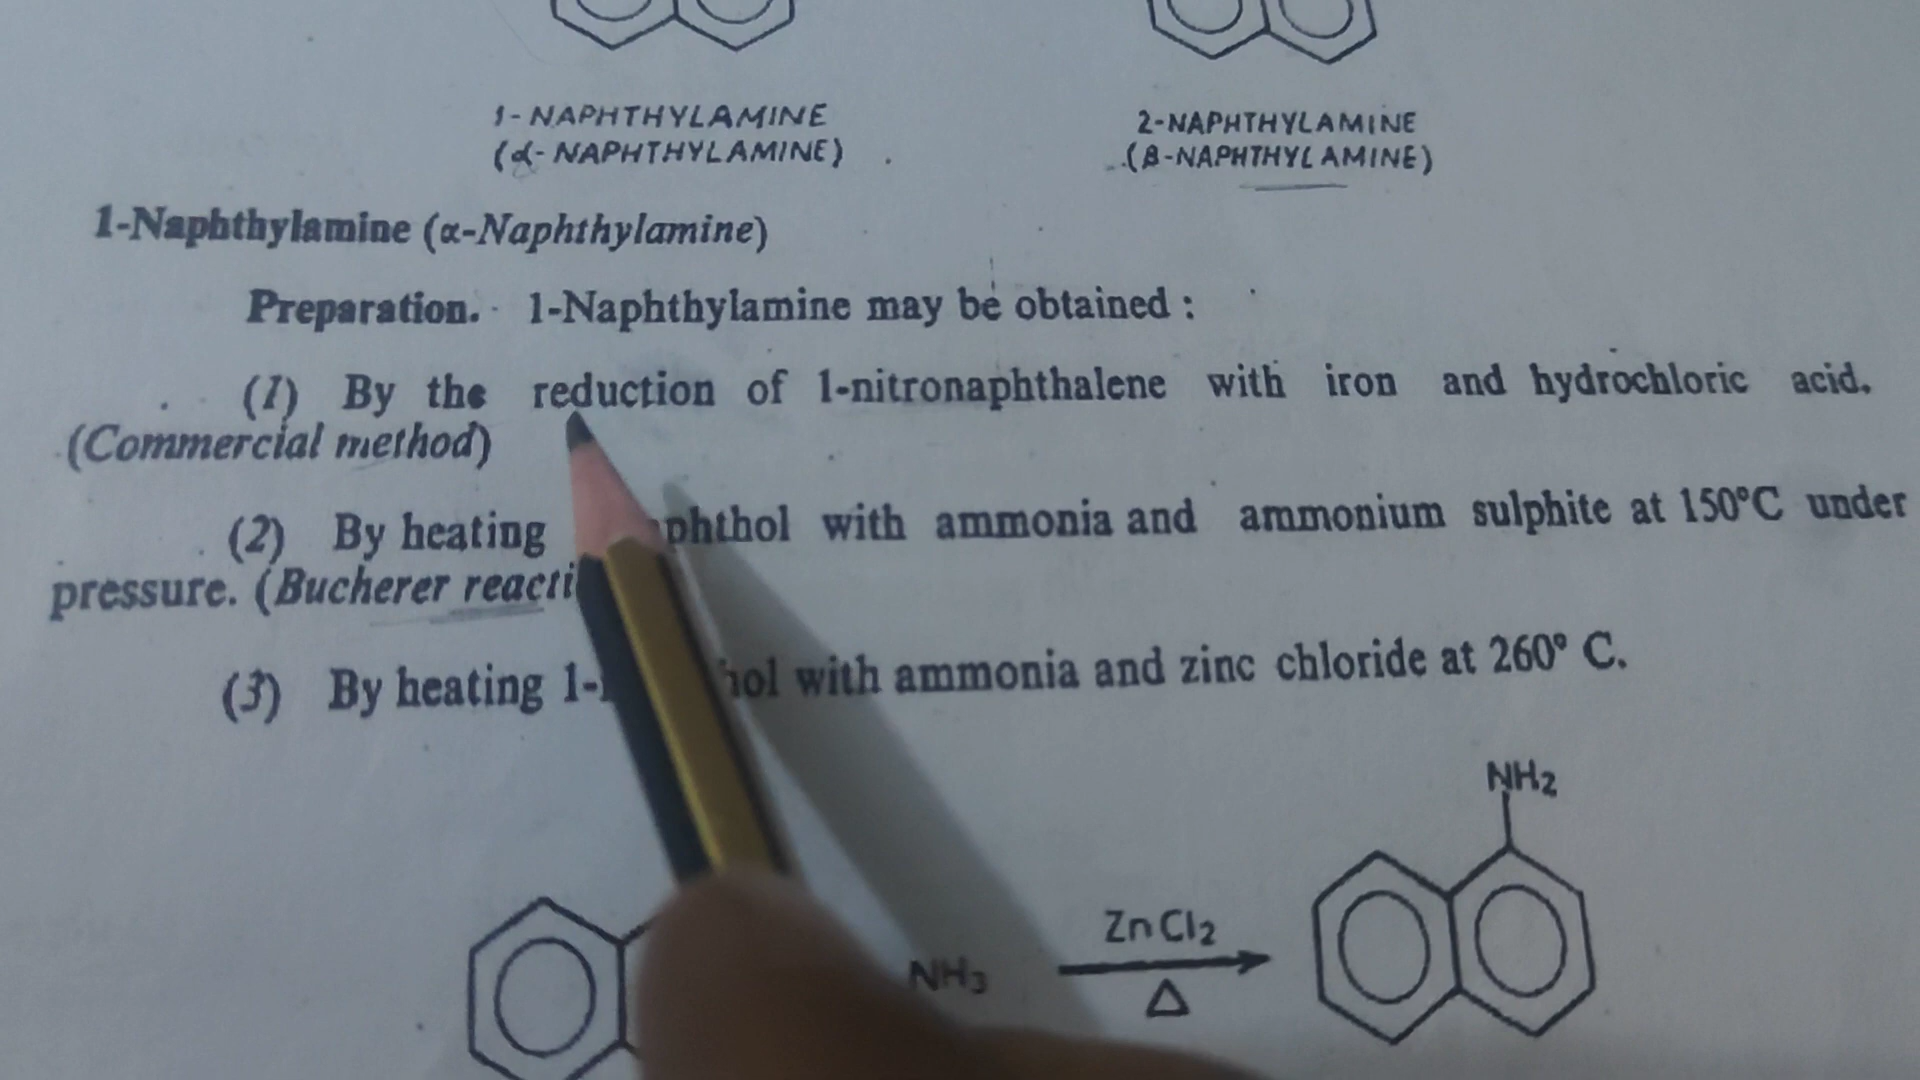 1-NAPHTHYLAMINE
(α-NAPHTHYLAMINE)
2-NAPHTHYLAMINE
(β-NAPHTHYLAMINE)
1-Naphthylamine (α-Naphthylamine)
Preparation. 1-Naphthylamine may be obtained :
(1) By the reduction of 1-nitronaphthalene with iron and hydrochloric acid.
(Commercial method)
(2) By heating phthol with ammonia and ammonium sulphite at 150°C under
pressure. (Bucherer reacti
(3) By heating 1- hol with ammonia and zinc chloride at 260° C.
NH2
NH3
ZnCl2
Δ